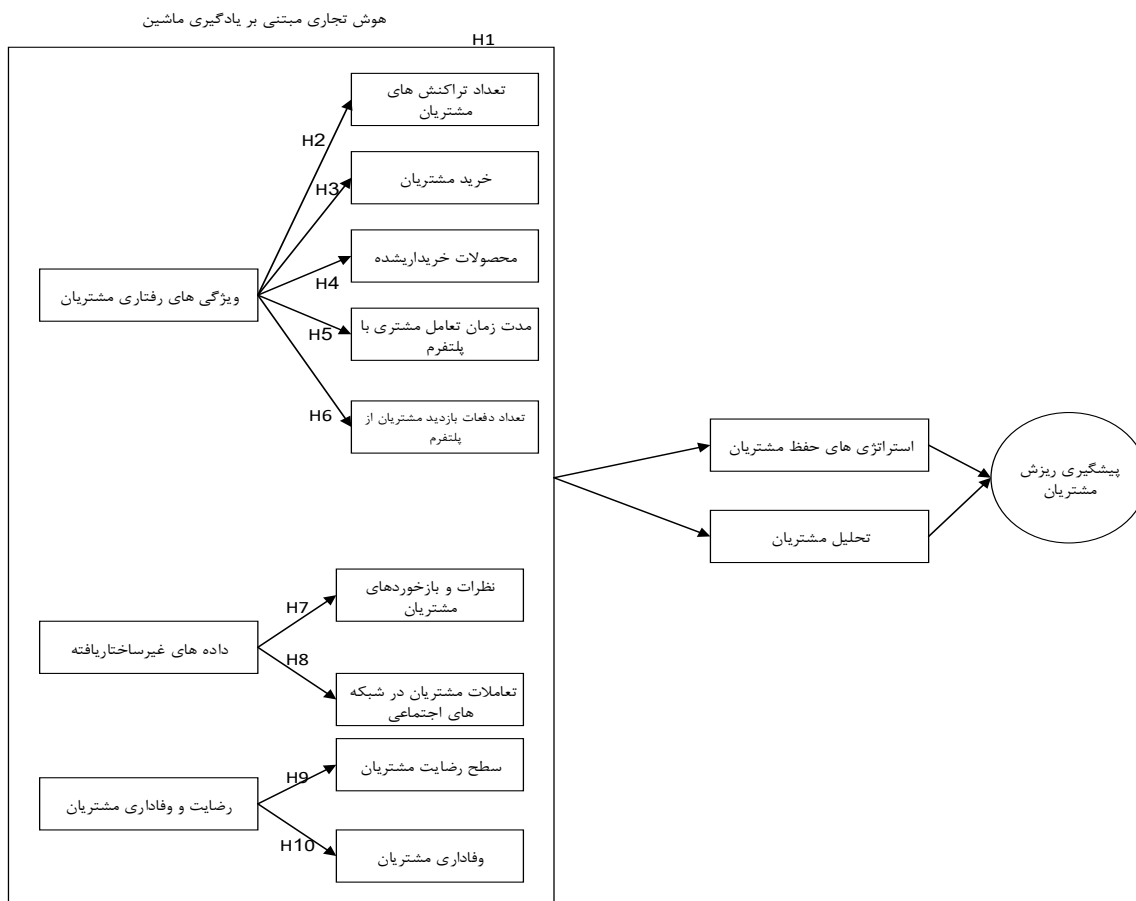 هوش تجاری مبتنی بر یادگیری ماشین
H1
تعداد تراکنش های
مشتریان
H2
خرید مشتریان
H3
محصولات خریداریشده
H4
ویژگی های رفتاری مشتریان
مدت زمان تعامل مشتری با
پلتفرم
H5
تعداد دفعات بازدید مشتریان از
پلتفرم
H6
استراتژی های حفظ مشتریان
پیشگیری ریزش
مشتریان
تحلیل مشتریان
نظرات و بازخوردهای
مشتریان
H7
داده های غیرساختاریافته
H8
تعاملات مشتریان در شبکه
های اجتماعی
سطح رضایت مشتریان
H9
رضایت و وفاداری مشتریان
H10
وفاداری مشتریان